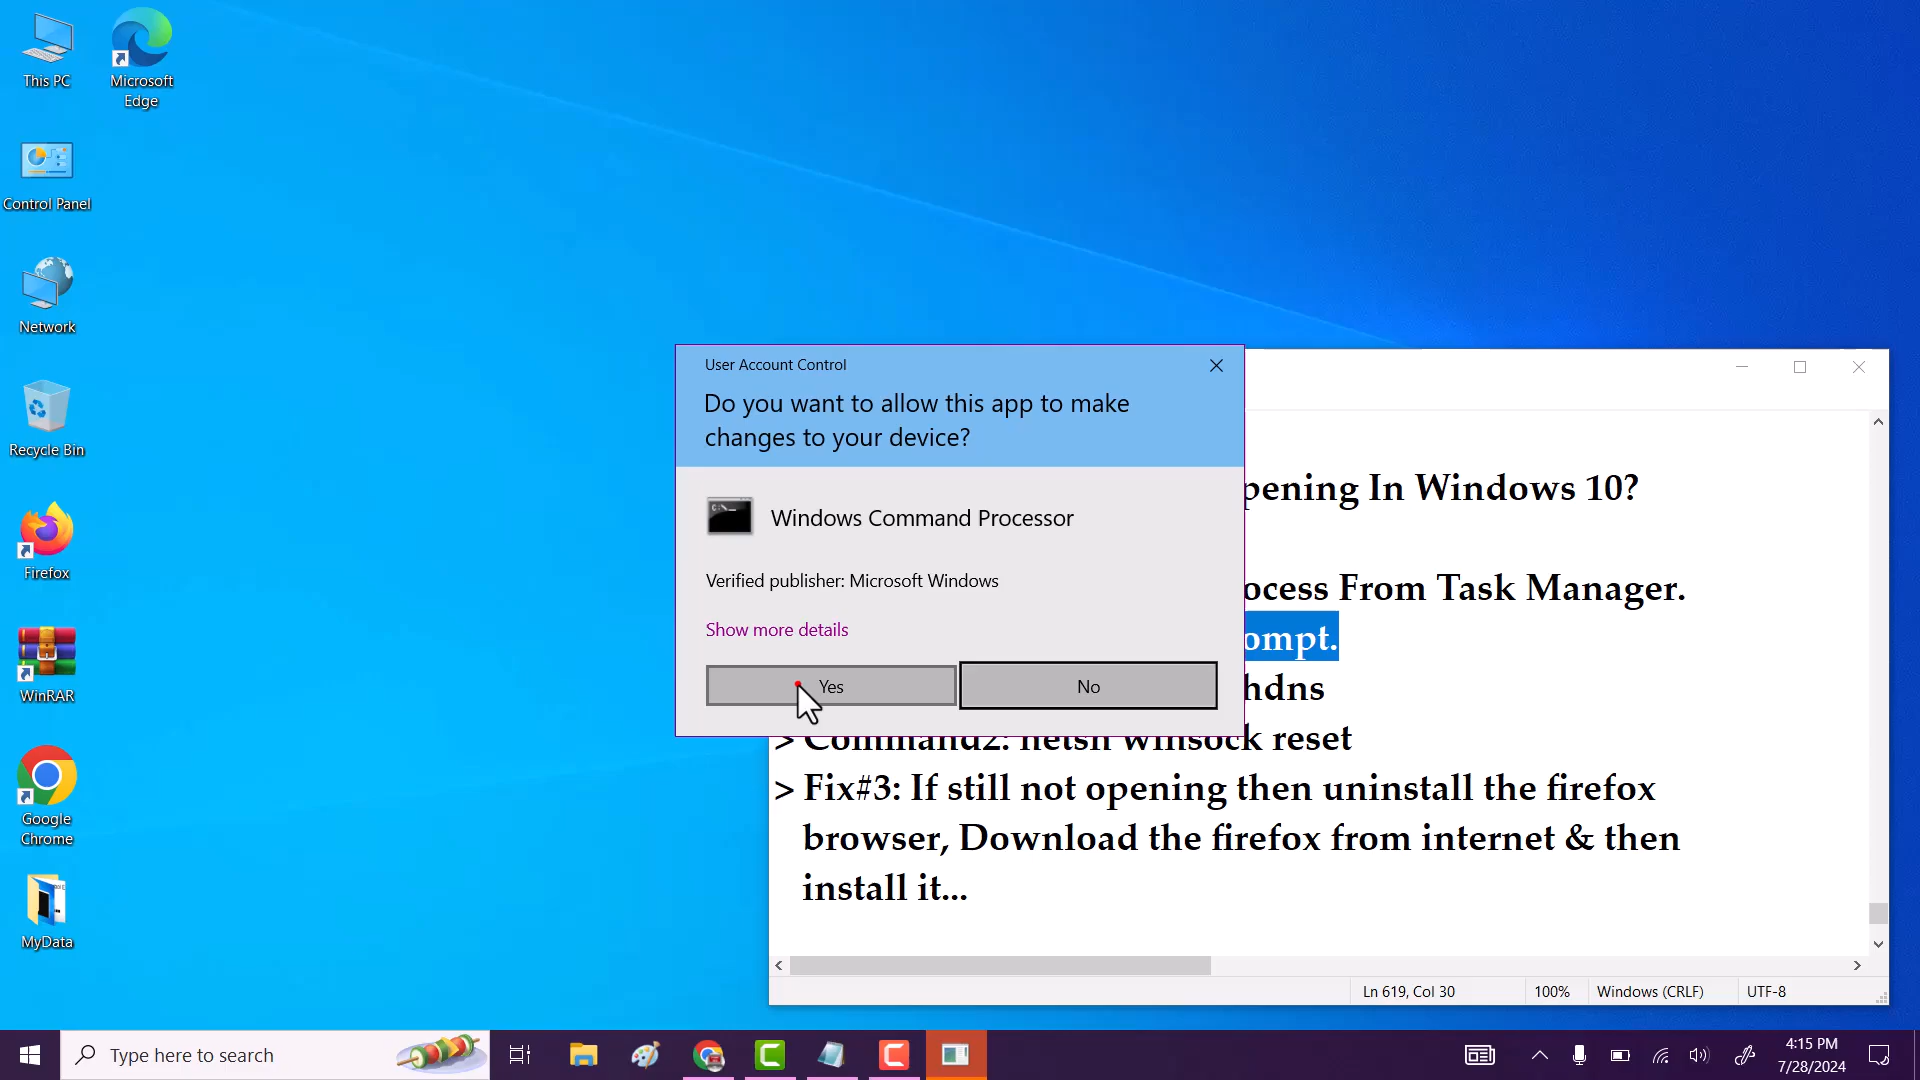 This PC
Microsoft
Edge
Control Panel
Network
Recycle Bin
Firefox
WinRAR
Google
Chrome
MyData
User Account Control
Do you want to allow this app to make
changes to your device?
Windows Command Processor
Verified publisher: Microsoft Windows
Show more details
Yes
No
pening In Windows 10?
ocess From Task Manager.
ompt.
hdns
> Command2: netsh winsock reset
> Fix#3: If still not opening then uninstall the firefox
browser, Download the firefox from internet & then
install it...
Ln 619, Col 30
100%
Windows (CRLF)
UTF-8
Type here to search
4:15 PM
7/28/2024